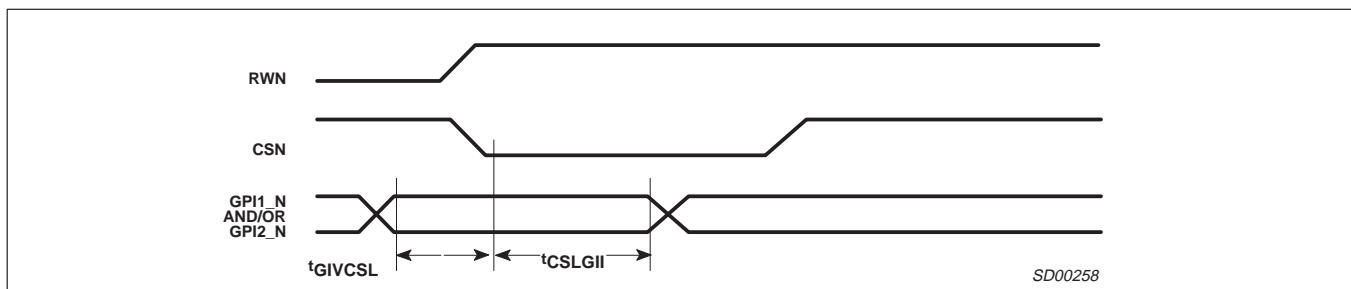 RWN
CSN
GPI1_N
AND/OR
GPI2_N
tGIVCSL
tCSLGII
SD00258